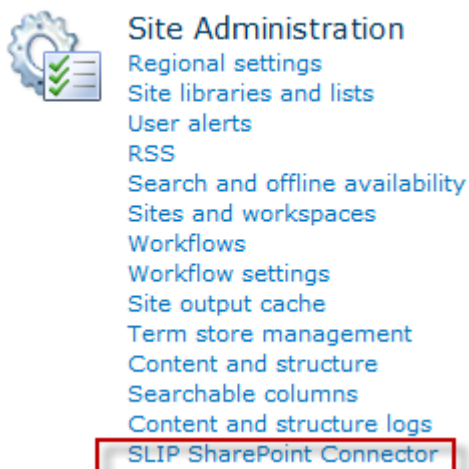 Site Administration
Regional settings
Site libraries and lists
User alerts
RSS
Search and offline availability
Sites and workspaces
Workflows
Workflow settings
Site output cache
Term store management
Content and structure
Searchable columns
Content and structure logs
SLIP SharePoint Connector